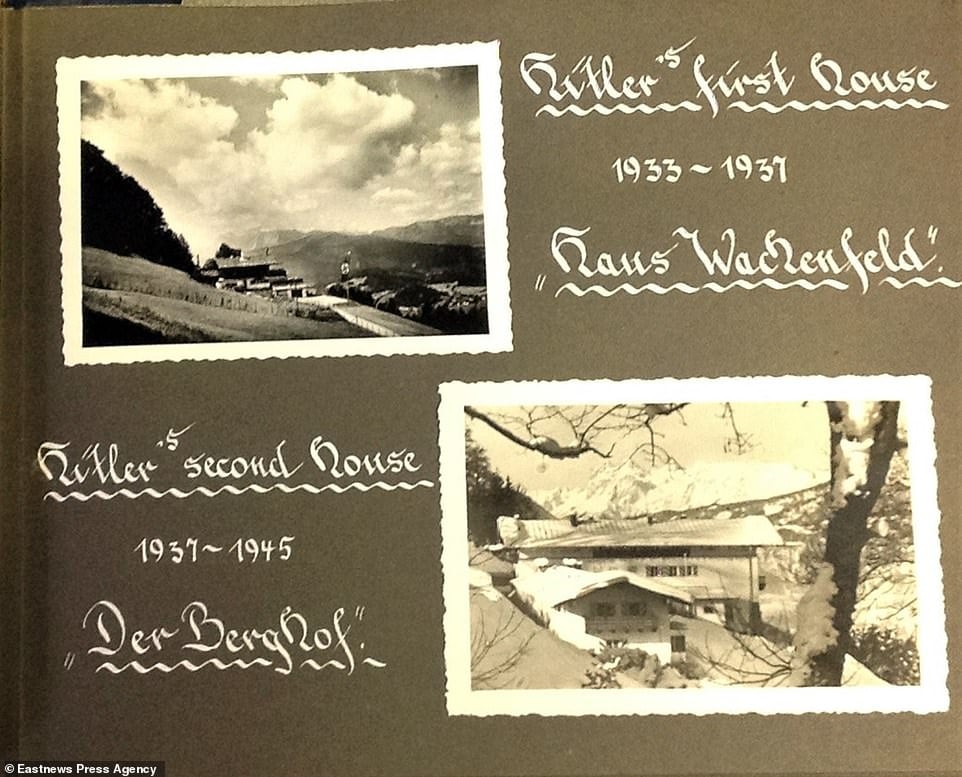 Hitler's first house
1933~1937
„Haus Wachenfeld".
Hitler's second house
1937~1945
„Der Berghof".
© Eastnews Press Agency